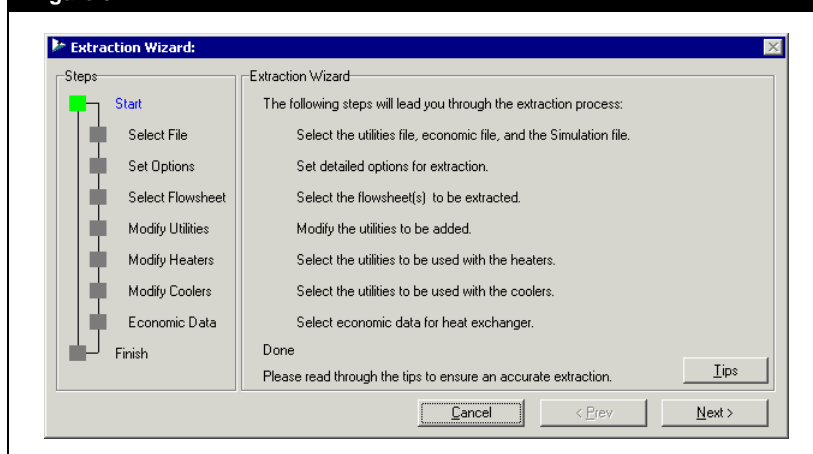 Extraction Wizard:
Steps
Start
Select File
Set Options
Select Flowsheet
Modify Utilities
Modify Heaters
Modify Coolers
Economic Data
Finish
Extraction Wizard
The following steps will lead you through the extraction process:
Select the utilities file, economic file, and the Simulation file.
Set detailed options for extraction.
Select the flowsheet(s) to be extracted.
Modify the utilities to be added.
Select the utilities to be used with the heaters.
Select the utilities to be used with the coolers.
Select economic data for heat exchanger.
Done
Please read through the tips to ensure an accurate extraction.
Tips
Cancel
< Prev
Next >